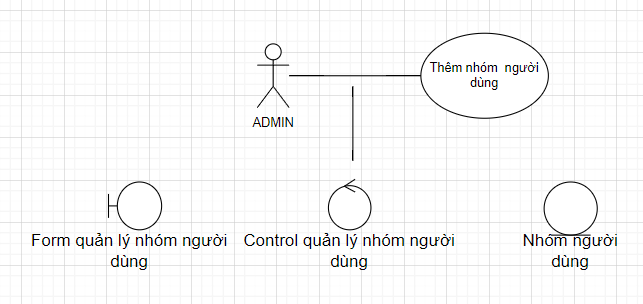 Thêm nhóm người
dùng
ADMIN
Form quản lý nhóm người
dùng
Control quản lý nhóm người
dùng
Nhóm người
dùng